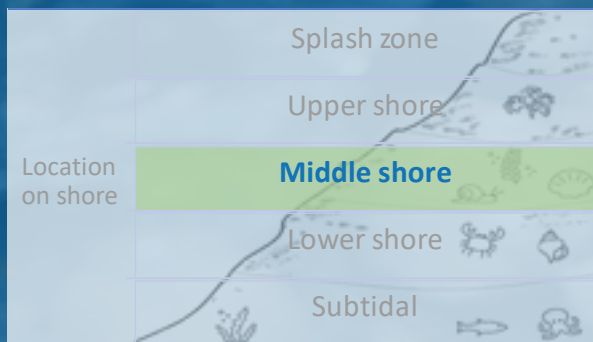 Splash zone
Upper shore
Location
on shore
Middle shore
Lower shore
Subtidal